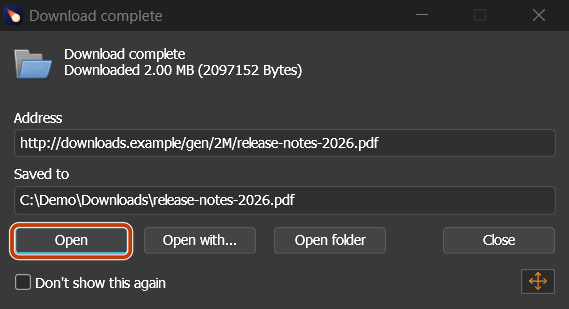 Download complete
Download complete
Downloaded 2.00 MB (2097152 Bytes)
Address
http://downloads.example/gen/2M/release-notes-2026.pdf
Saved to
C:\Demo\Downloads\release-notes-2026.pdf
Open
Open with...
Open folder
Close
Don't show this again